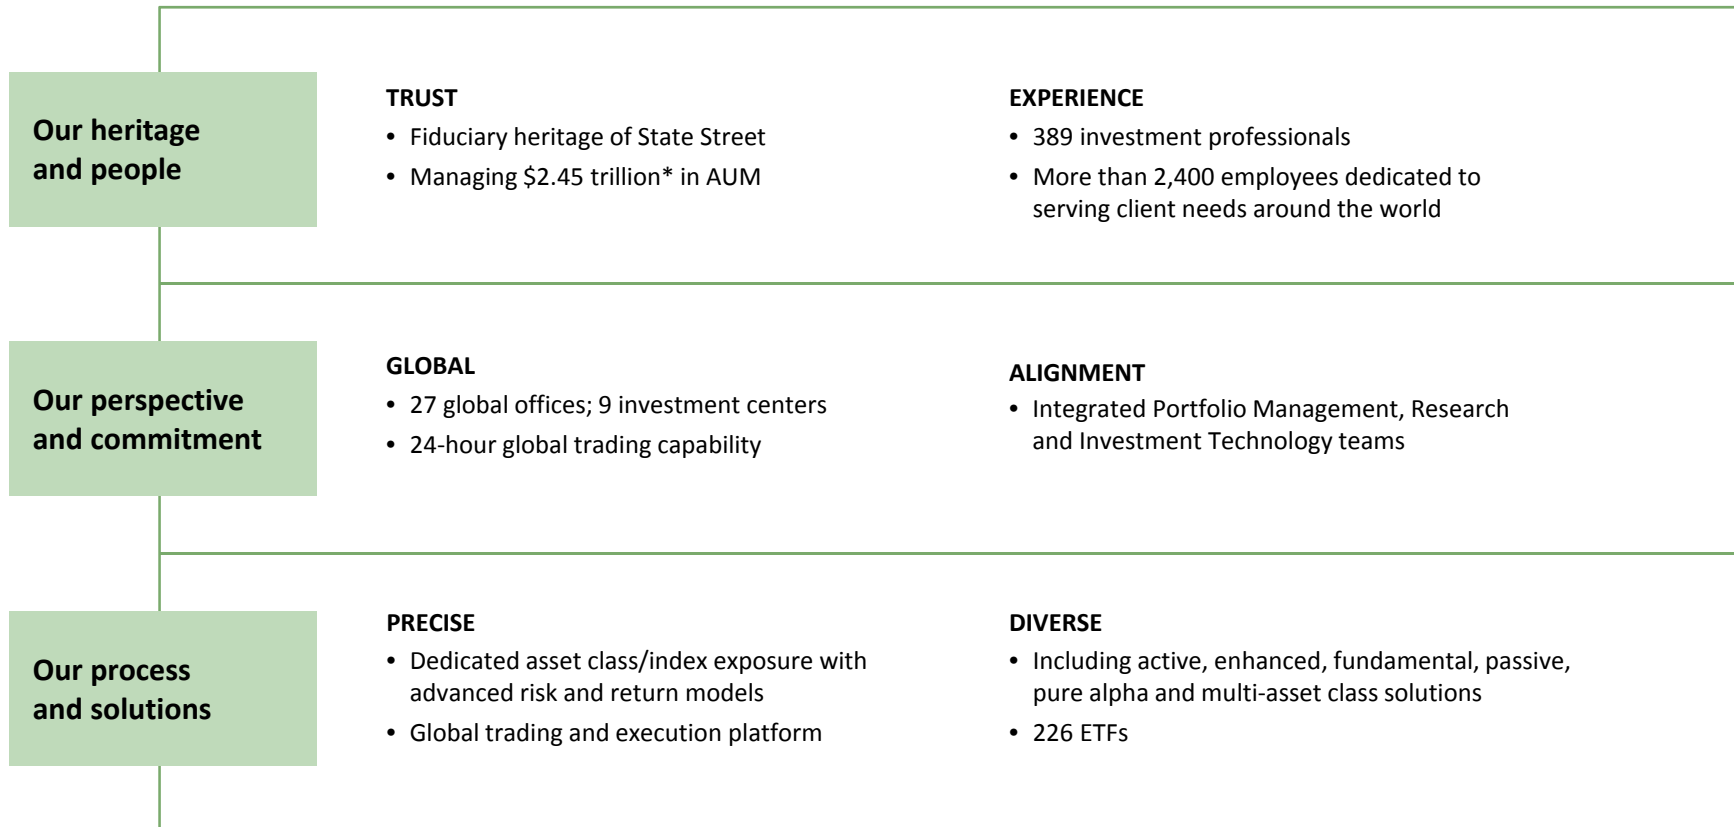 Our heritage
and people
TRUST
• Fiduciary heritage of State Street
• Managing $2.45 trillion* in AUM
EXPERIENCE
• 389 investment professionals
• More than 2,400 employees dedicated to
serving client needs around the world
Our perspective
and commitment
GLOBAL
• 27 global offices; 9 investment centers
• 24-hour global trading capability
ALIGNMENT
• Integrated Portfolio Management, Research
and Investment Technology teams
Our process
and solutions
PRECISE
• Dedicated asset class/index exposure with
advanced risk and return models
• Global trading and execution platform
DIVERSE
• Including active, enhanced, fundamental, passive,
pure alpha and multi-asset class solutions
• 226 ETFs